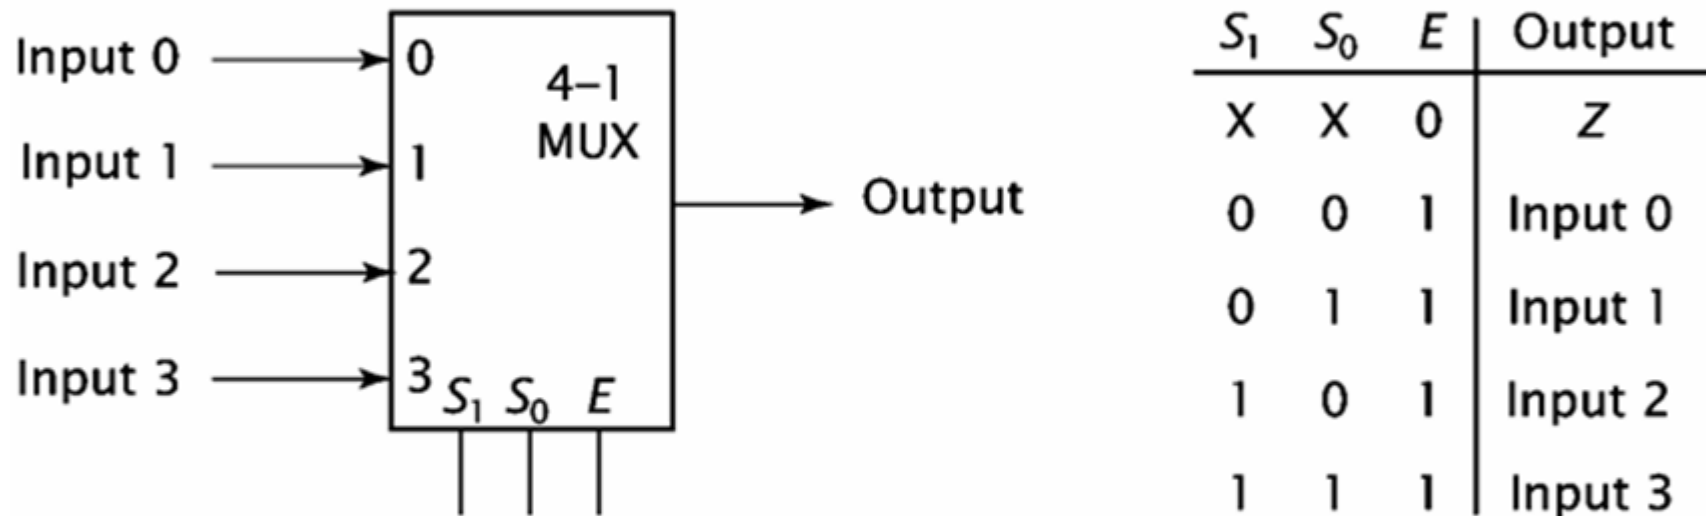 Input 0
Input 1
Input 2
Input 3
0
1
2
3
4–1
MUX
S₁ S₀ E
Output
S₁ S₀ E Output
X X 0 Z
0 0 1 Input 0
0 1 1 Input 1
1 0 1 Input 2
1 1 1 Input 3